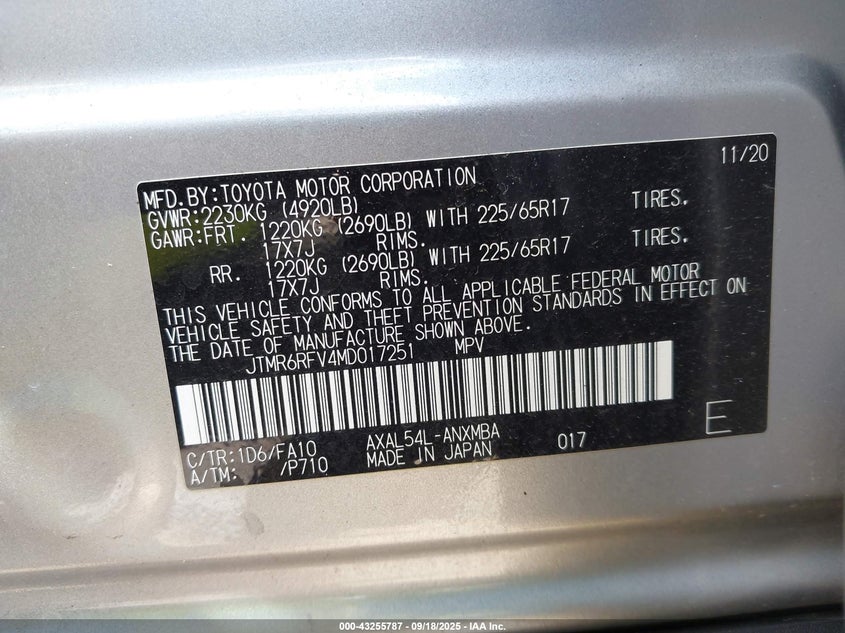 11/20
MFD.BY:TOYOTA MOTOR CORPORATION
GVWR:2230KG (4920LB)
GAWR:FRT. 1220KG (2690LB) WITH 225/65R17 TIRES.
17X7J RIMS.
RR. 1220KG (2690LB) WITH 225/65R17 TIRES.
17X7J RIMS.
THIS VEHICLE CONFORMS TO ALL APPLICABLE FEDERAL MOTOR
VEHICLE SAFETY AND THEFT PREVENTION STANDARDS IN EFFECT ON
THE DATE OF MANUFACTURE SHOWN ABOVE.
JTMR6RFV4MD017251 MPV
C/TR:1D6/FA10 AXAL54L-ANXMBA 017 E
A/TM: /P710 MADE IN JAPAN
000-43255787 - 09/18/2025 - IAA Inc.